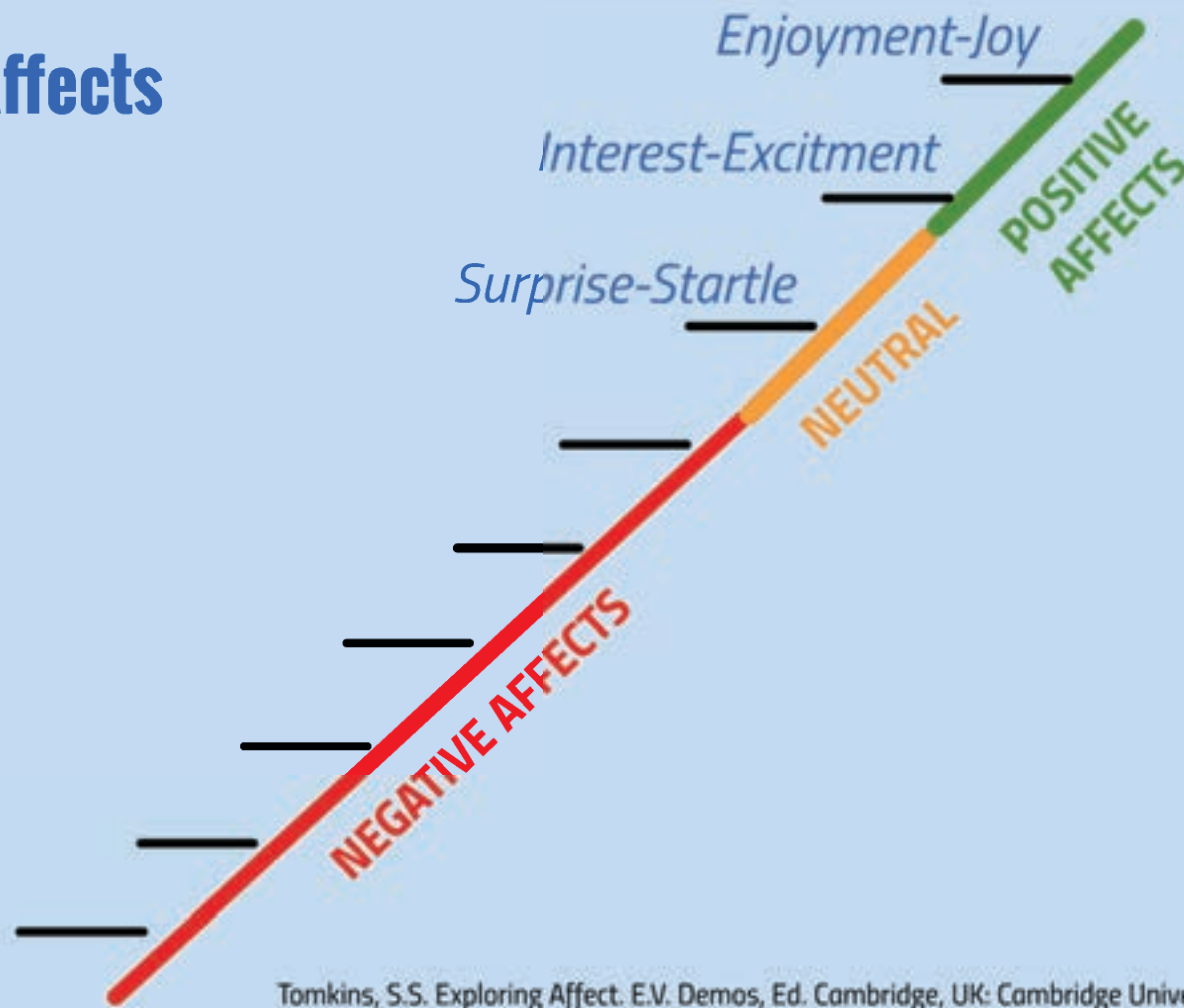 ffects
Enjoyment-Joy
Interest-Excitment
Surprise-Startle
POSITIVE
AFFECTS
NEUTRAL
NEGATIVE AFFECTS
Tomkins, S.S. Exploring Affect. E.V. Demos, Ed. Cambridge, UK: Cambridge Unive